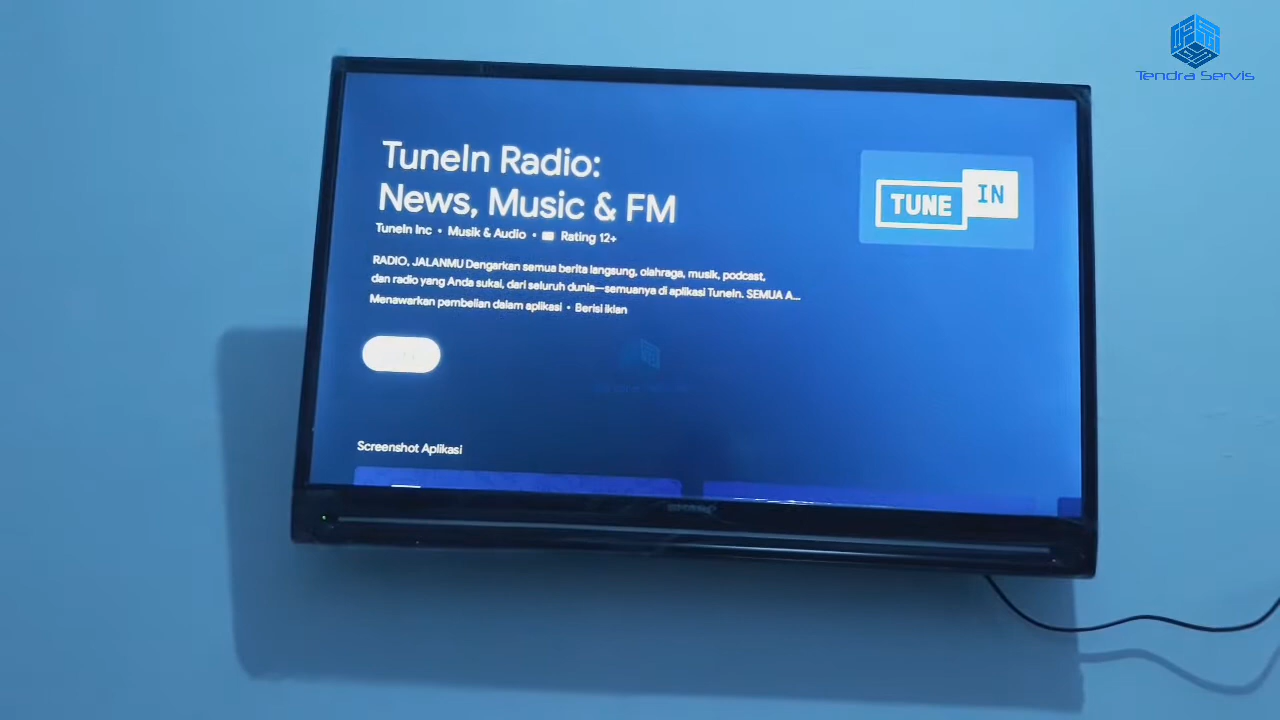 Tendra Servis
TuneIn Radio:
News, Music & FM
TUNE IN
TuneIn Inc • Musik & Audio • Rating 12+
RADIO, JALANMU Dengarkan semua berita langsung, olahraga, musik, podcast,
dan radio yang Anda sukai, dari seluruh dunia—semuanya di aplikasi TuneIn. SEMUA A...
Menawarkan pembelian dalam aplikasi • Berisi iklan
Screenshot Aplikasi